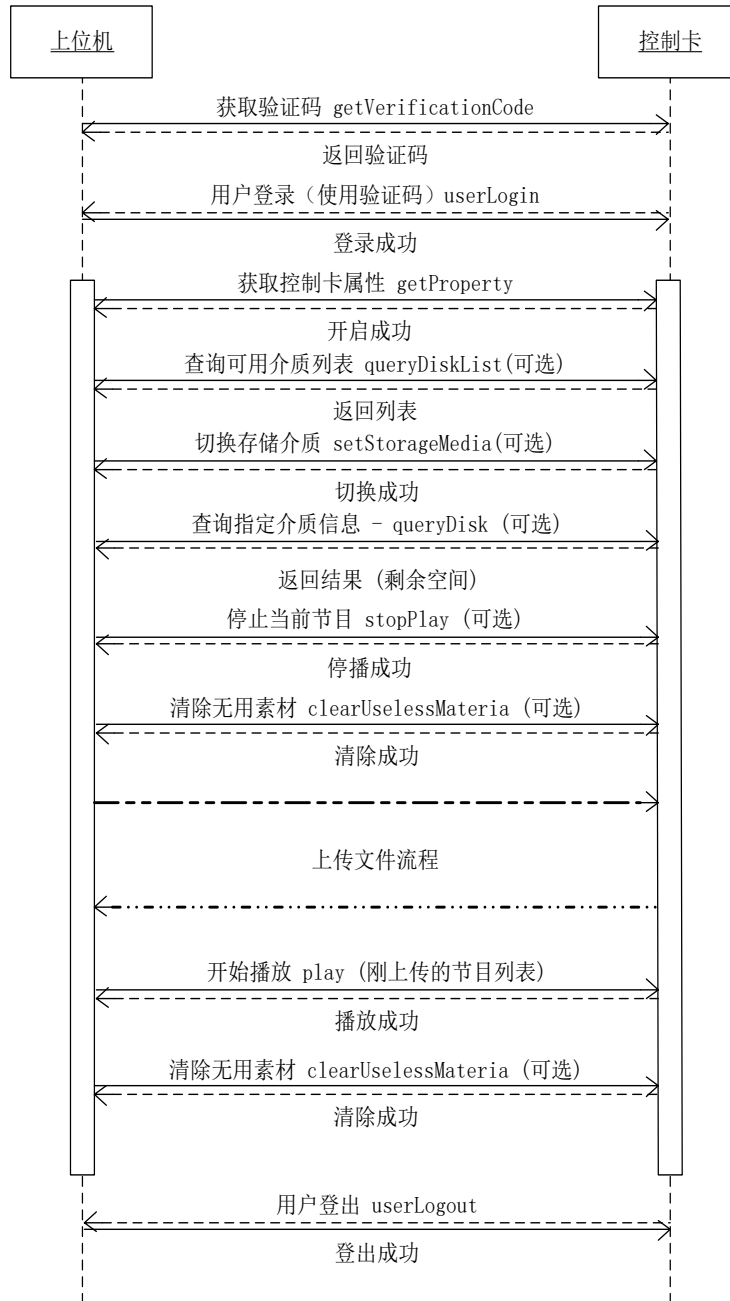 上位机
控制卡
获取验证码 getVerificationCode
返回验证码
用户登录（使用验证码）userLogin
登录成功
获取控制卡属性 getProperty
开启成功
查询可用介质列表 queryDiskList(可选)
返回列表
切换存储介质 setStorageMedia(可选)
切换成功
查询指定介质信息 - queryDisk (可选)
返回结果 (剩余空间)
停止当前节目 stopPlay (可选)
停播成功
清除无用素材 clearUselessMateria (可选)
清除成功
上传文件流程
开始播放 play (刚上传的节目列表)
播放成功
清除无用素材 clearUselessMateria (可选)
清除成功
用户登出 userLogout
登出成功